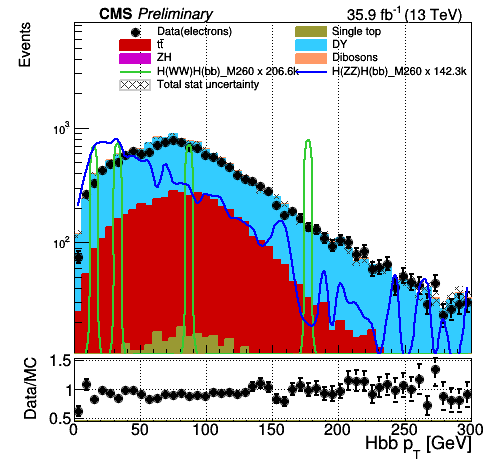 CMS Preliminary 35.9 fb⁻¹ (13 TeV)
Events
Data(electrons) Single top
tt̄ DY
ZH Dibosons
H(WW)H(bb)_M260 x 206.6k H(ZZ)H(bb)_M260 x 142.3k
Total stat uncertainty
10³
10²
Data/MC
1.5
1
0.5
0 50 100 150 200 250 300
Hbb p_T [GeV]